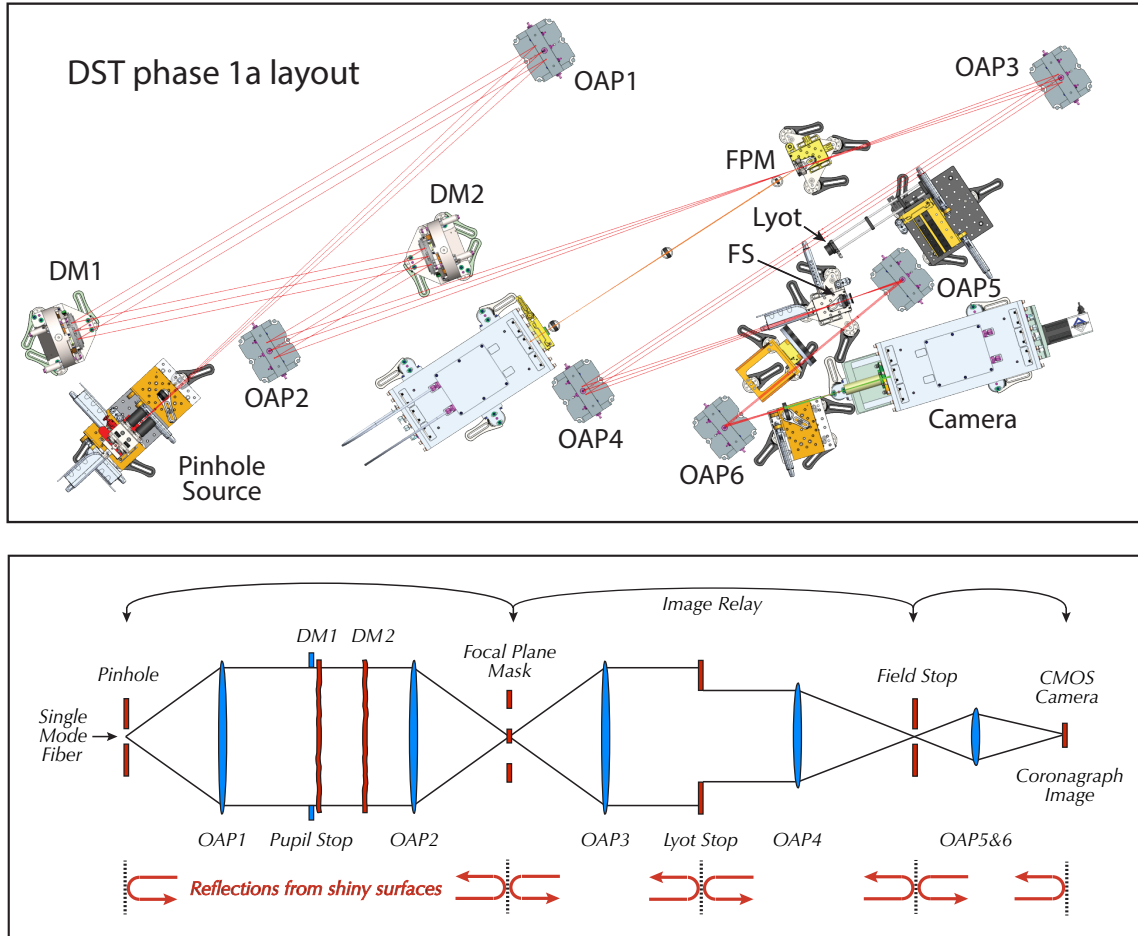 DST phase 1a layout
OAP1
OAP3
FPM
DM2
Lyot
FS
DM1
OAP5
OAP2
Camera
OAP4
OAP6
Pinhole
Source
Image Relay
DM1
DM2
Focal Plane
Mask
Pinhole
Field Stop
CMOS
Camera
Single
Mode
Fiber
Coronagraph
Image
OAP1
Pupil Stop
OAP2
OAP3
Lyot Stop
OAP4
OAP5&6
Reflections from shiny surfaces